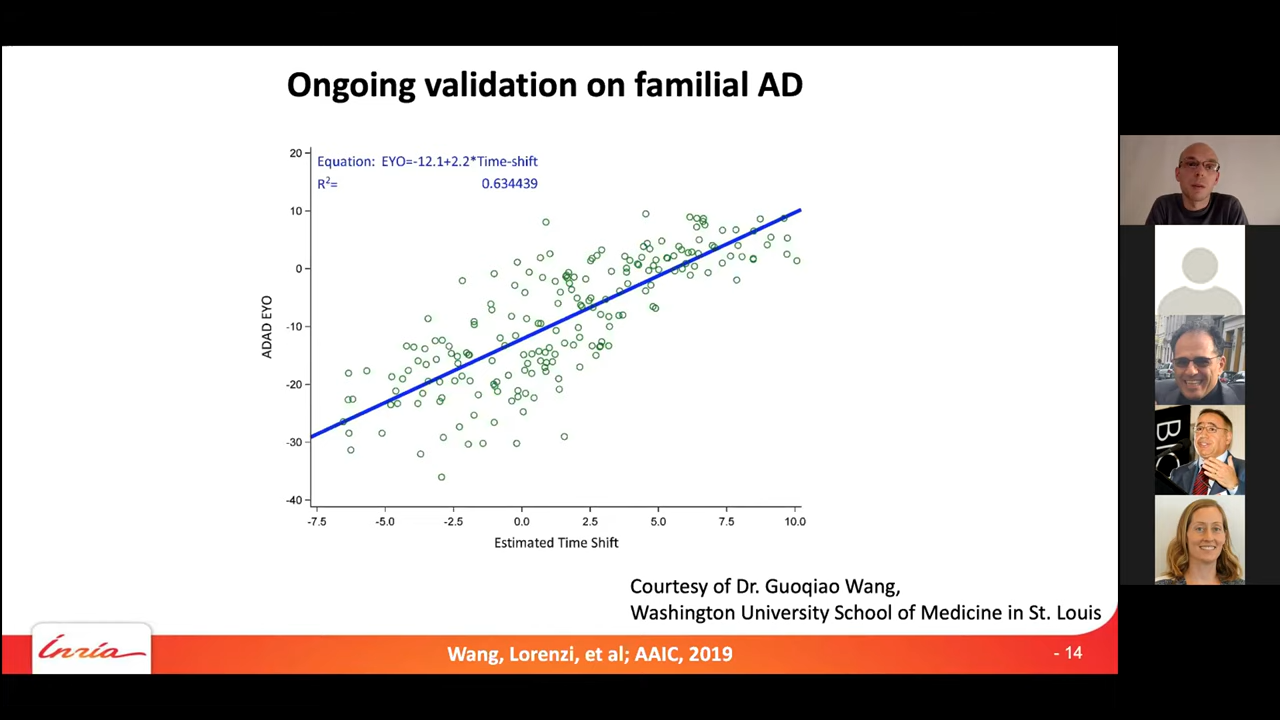 Ongoing validation on familial AD
20
10
0
-10
-20
-30
-40
ADAD EYO
Equation: EYO=-12.1+2.2*Time-shift
R²= 0.634439
-7.5 -5.0 -2.5 0.0 2.5 5.0 7.5 10.0
Estimated Time Shift
Courtesy of Dr. Guoqiao Wang,
Washington University School of Medicine in St. Louis
Inria
Wang, Lorenzi, et al; AAIC, 2019
- 14